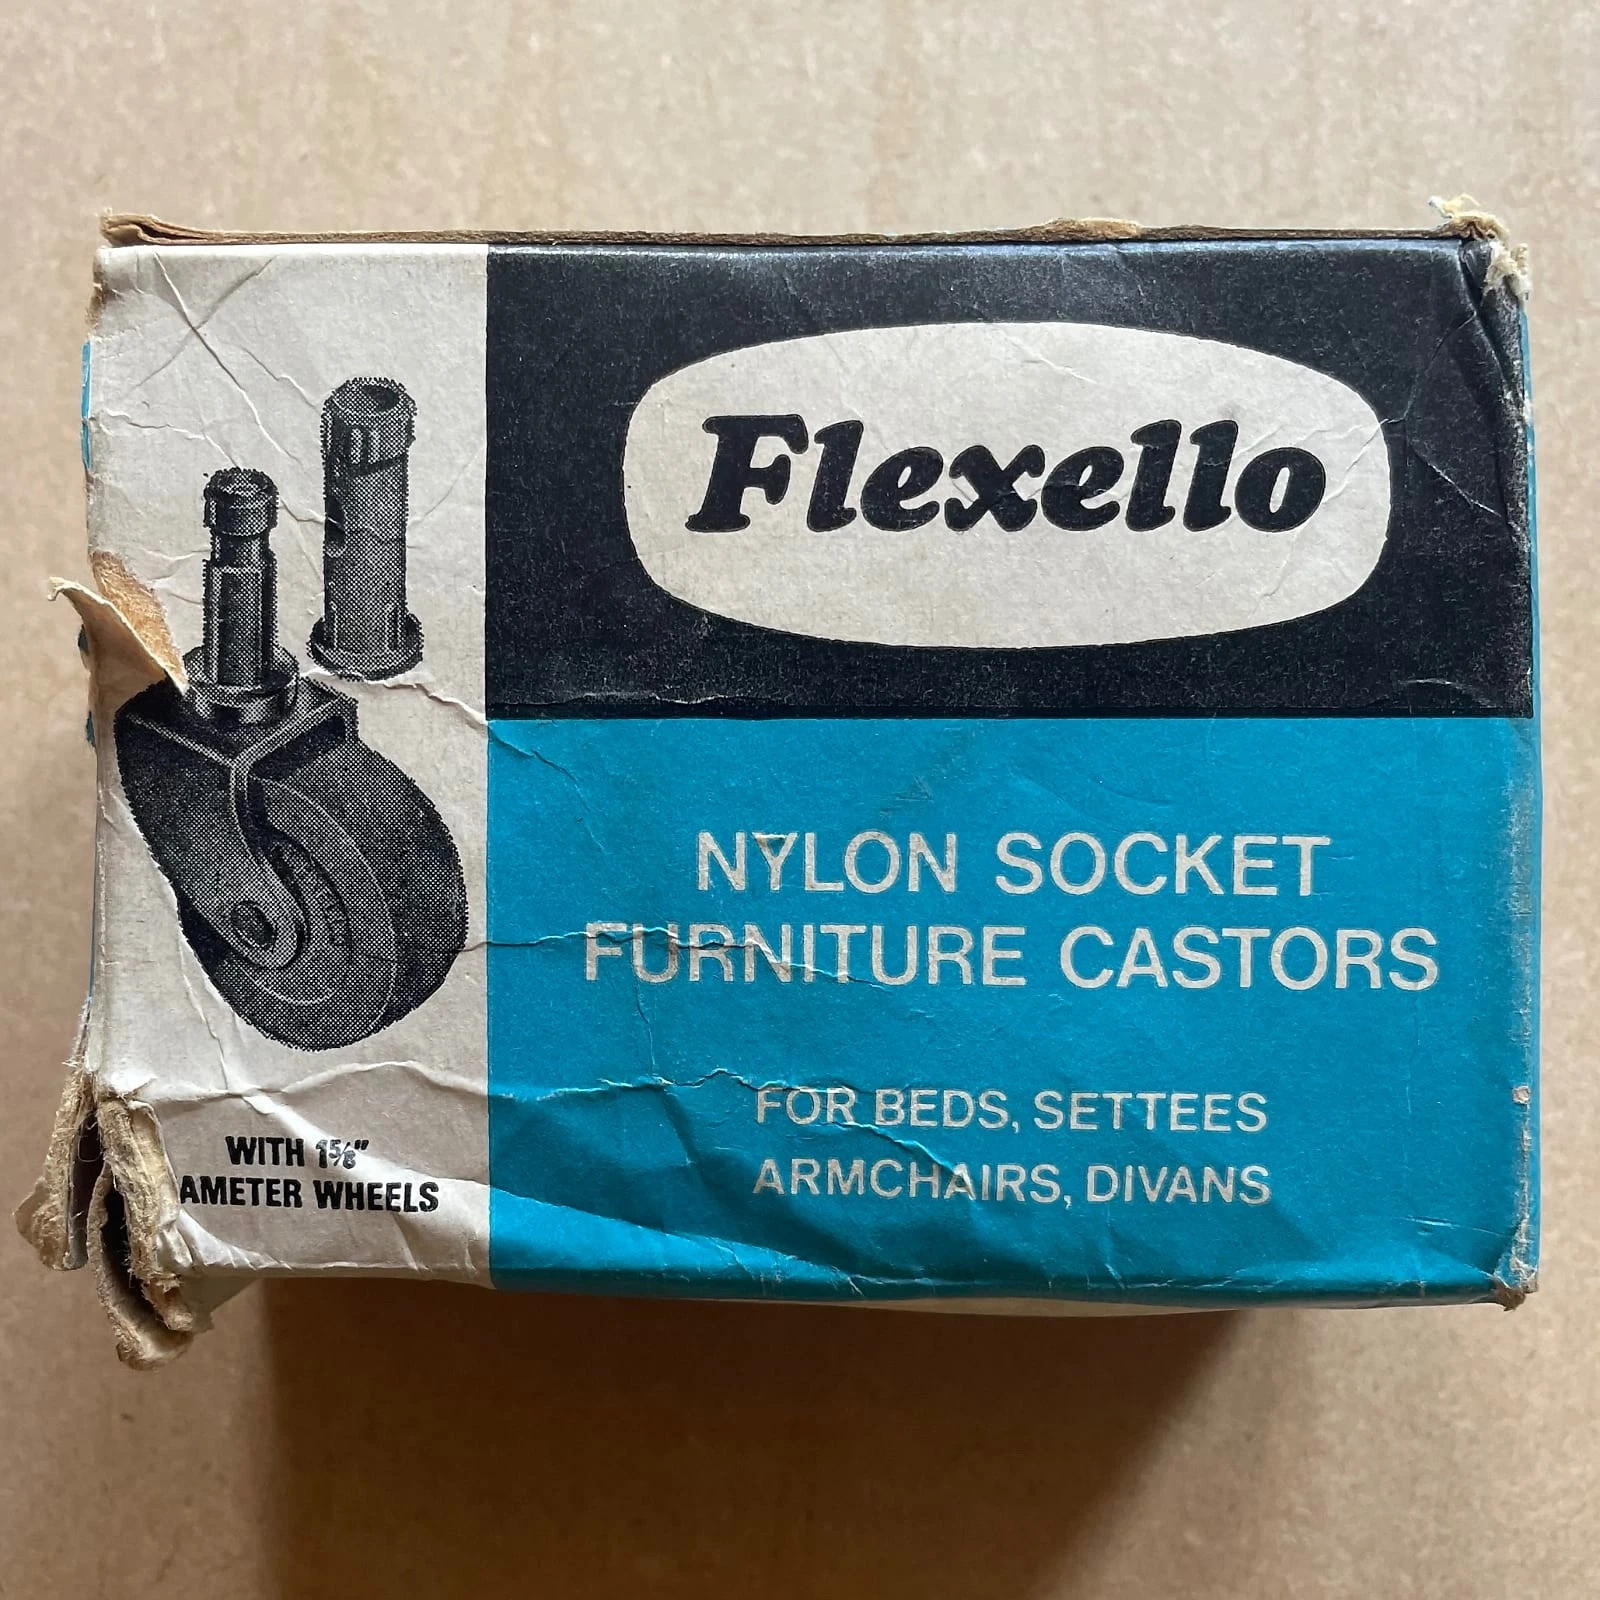 Flexello
NYLON SOCKET
FURNITURE CASTORS
FOR BEDS, SETTEES
ARMCHAIRS, DIVANS
WITH 1⅝"
AMETER WHEELS